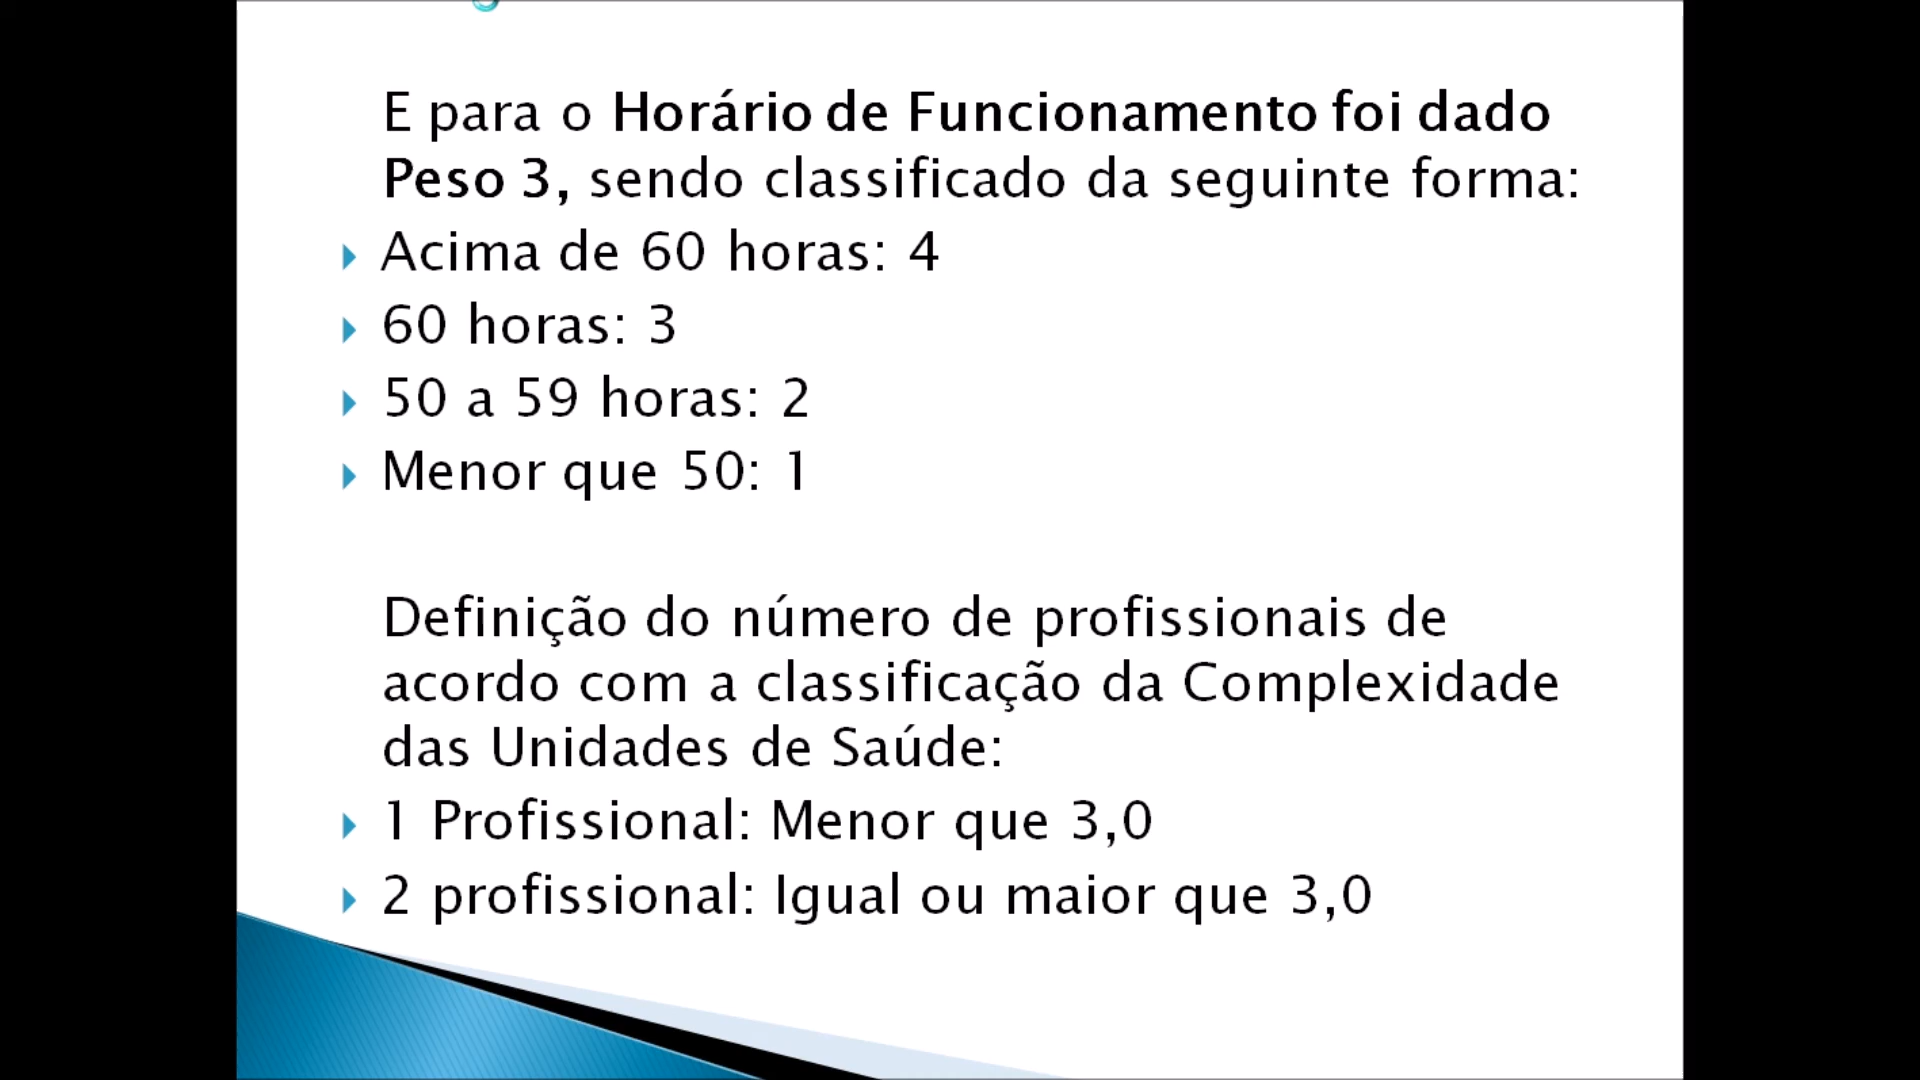 E para o Horário de Funcionamento foi dado
Peso 3, sendo classificado da seguinte forma:
Acima de 60 horas: 4
60 horas: 3
50 a 59 horas: 2
Menor que 50: 1
Definição do número de profissionais de
acordo com a classificação da Complexidade
das Unidades de Saúde:
1 Profissional: Menor que 3,0
2 profissional: Igual ou maior que 3,0